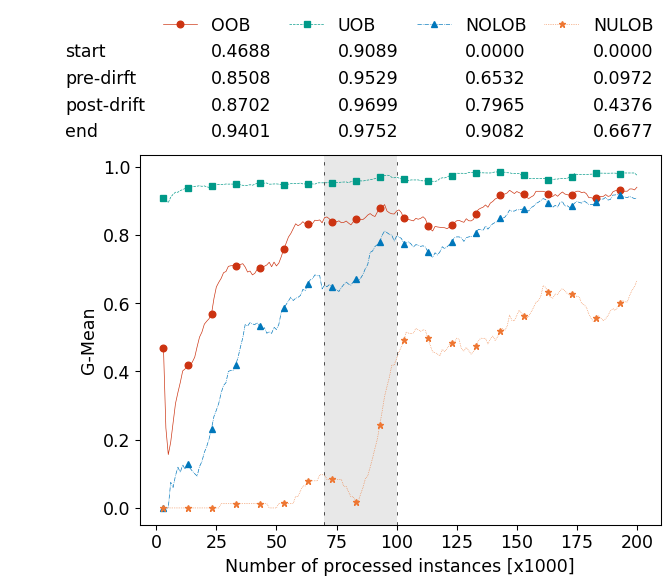 OOB UOB NOLOB NULOB
start 0.4688 0.9089 0.0000 0.0000
pre-dirft 0.8508 0.9529 0.6532 0.0972
post-drift 0.8702 0.9699 0.7965 0.4376
end 0.9401 0.9752 0.9082 0.6677
1.0
0.8
0.6
0.4
0.2
0.0
G-Mean
0 25 50 75 100 125 150 175 200
Number of processed instances [x1000]